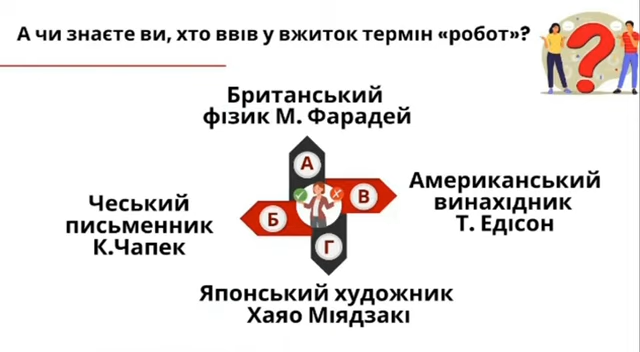 А чи знаєте ви, хто ввів у вжиток термін «робот»?
Британський
фізик М. Фарадей
А
Американський
винахідник
Т. Едісон
В
Чеський
письменник
К.Чапек
Б
Г
Японський художник
Хаяо Міядзакі